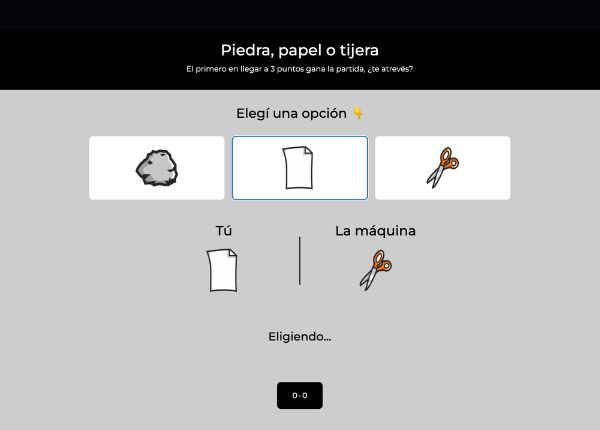 Piedra, papel o tijera
El primero en llegar a 3 puntos gana la partida, ¿te atrevés?
Elegí una opción 👇
Tú
La máquina
Eligiendo...
0-0